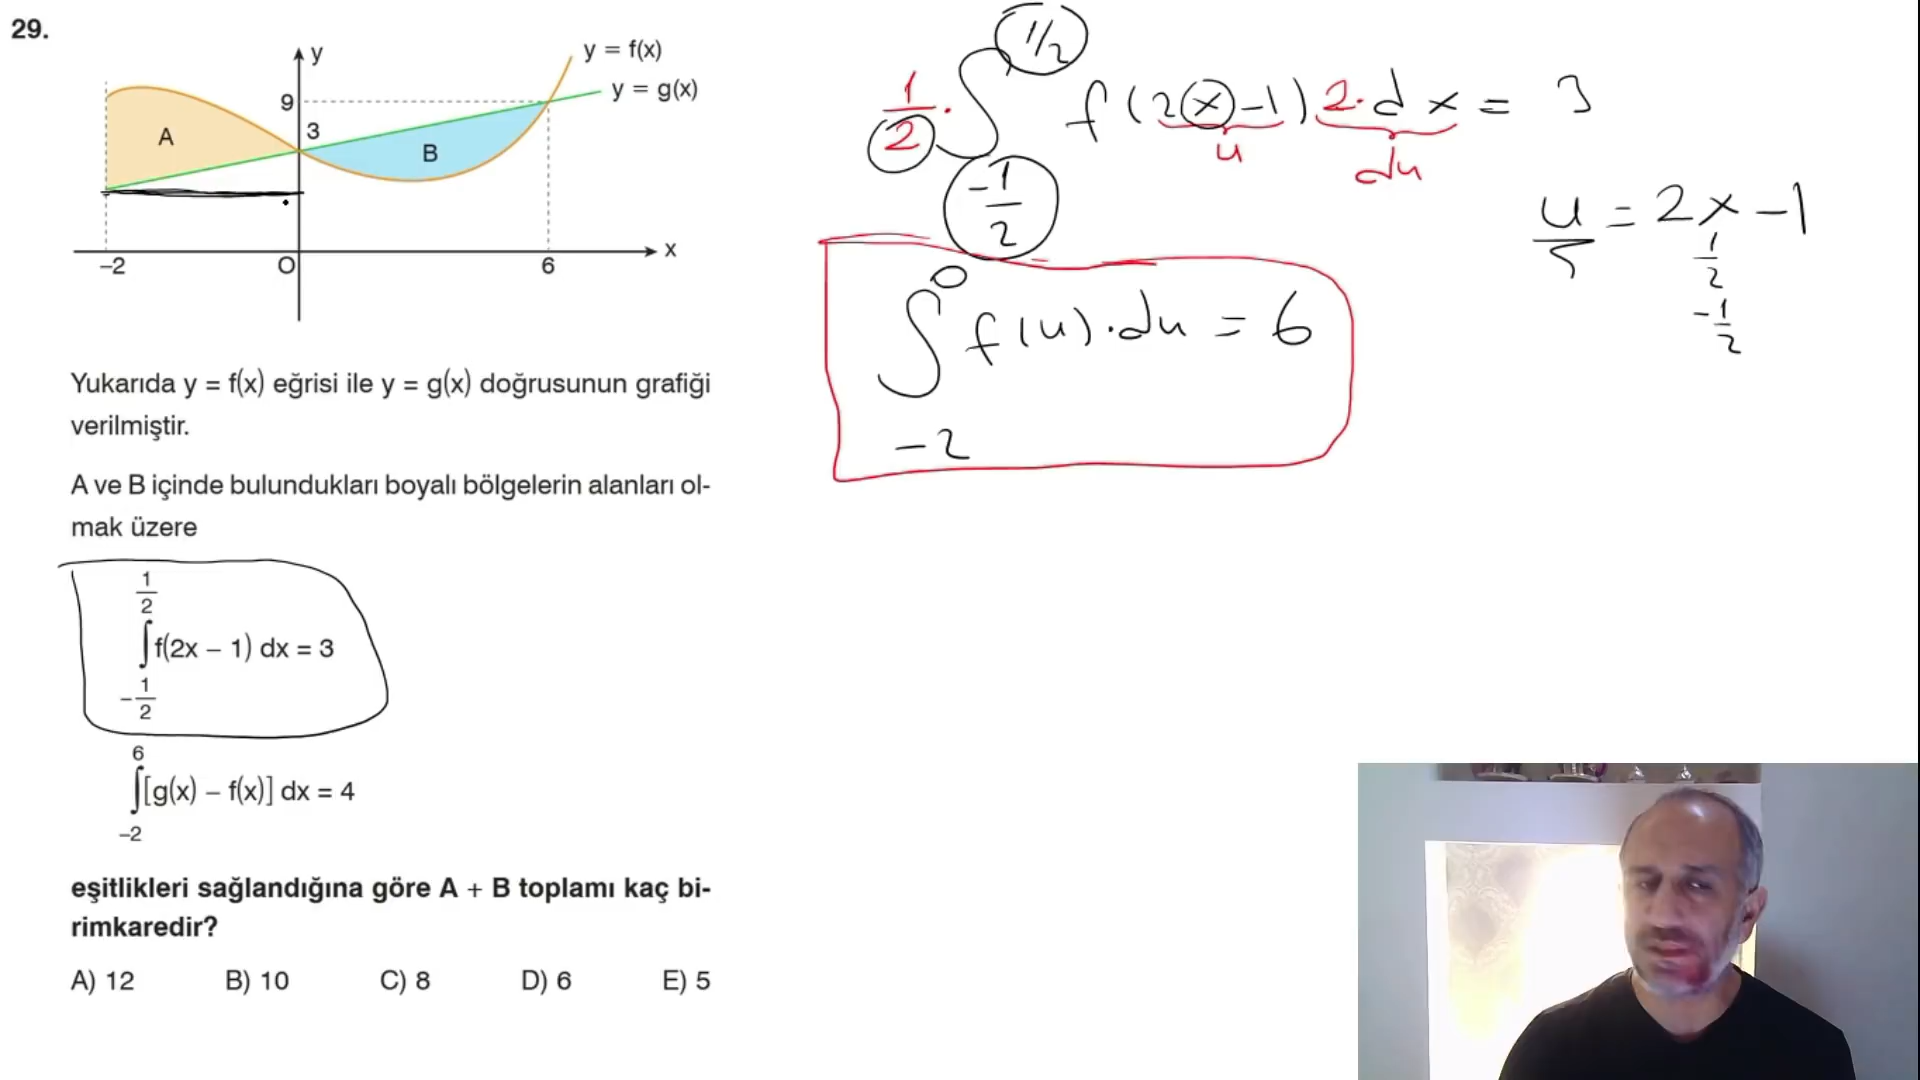 29.
y
y = f(x)
y = g(x)
9
3
A
B
-2
O
6
x
Yukarıda y = f(x) eğrisi ile y = g(x) doğrusunun grafiği
verilmiştir.
A ve B içinde bulundukları boyalı bölgelerin alanları ol-
mak üzere
1/2
∫f(2x – 1) dx = 3
-1/2
6
∫[g(x) – f(x)] dx = 4
–2
eşitlikleri sağlandığına göre A + B toplamı kaç bi-
rimkaredir?
A) 12 B) 10 C) 8 D) 6 E) 5
1/2
1/2 · ∫ f(2x-1) 2·dx = 3
-1/2
u du
u = 2x-1
1/2
-1/2
0
∫ f(u)·du = 6
-2